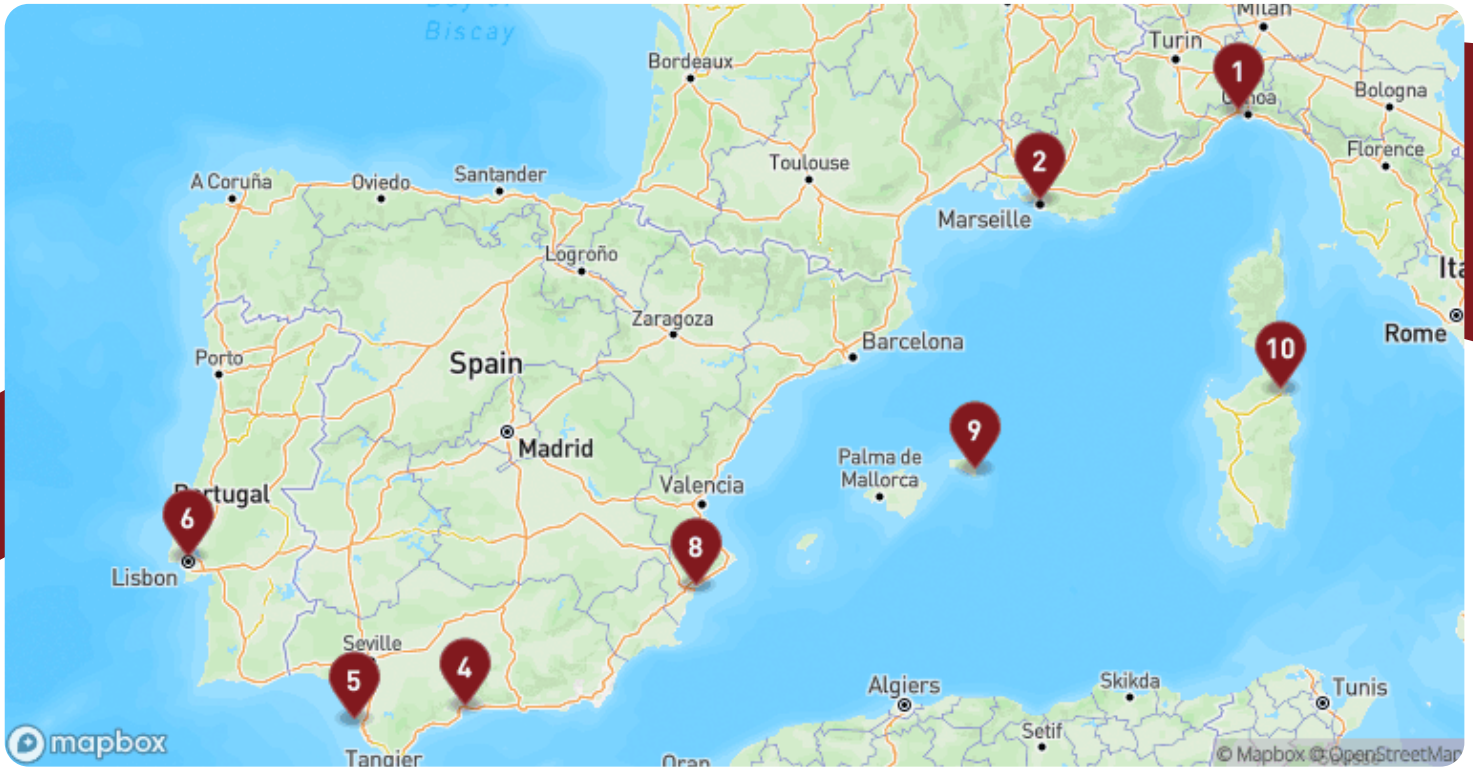 Bay of
Biscay
Milan
Turin
1
Bordeaux
Genoa
Bologna
Florence
2
Toulouse
Santander
A Coruña
Oviedo
Marseille
Logroño
Ita
Zaragoza
Rome
Barcelona
10
Porto
Spain
9
Madrid
Palma de
Mallorca
Valencia
Portugal
6
8
Lisbon
Seville
4
5
Algiers
Skikda
Tunis
Setif
mapbox
Tangier
Oran
© Mapbox © OpenStreetMap